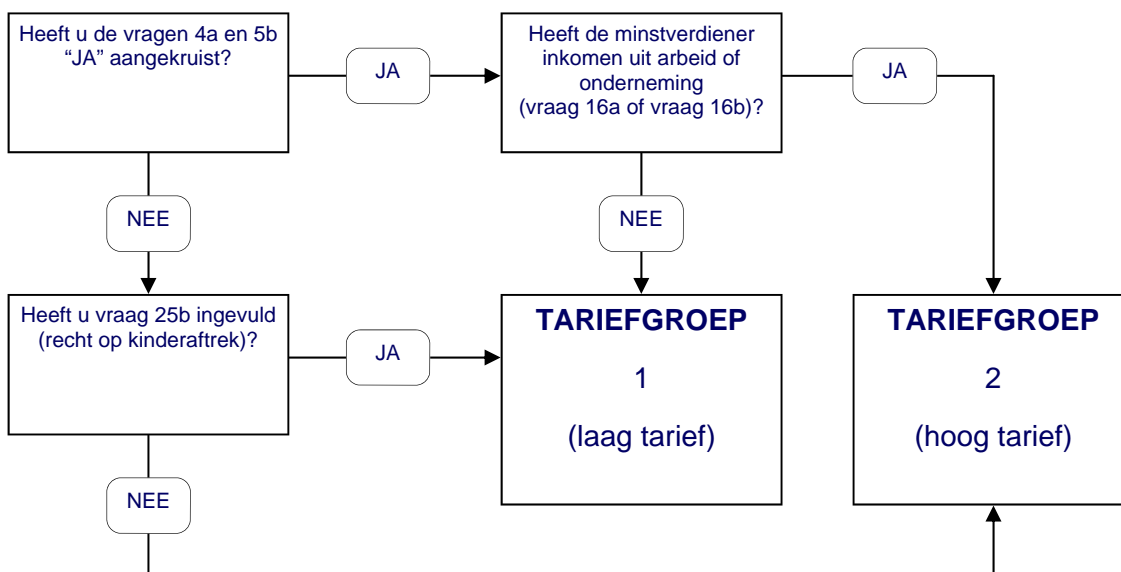 Heeft u de vragen 4a en 5b
“JA” aangekruist?
JA
Heeft de minstverdiener
inkomen uit arbeid of
onderneming
(vraag 16a of vraag 16b)?
JA
NEE
NEE
Heeft u vraag 25b ingevuld
(recht op kinderaftrek)?
JA
TARIEFGROEP
1
(laag tarief)
TARIEFGROEP
2
(hoog tarief)
NEE